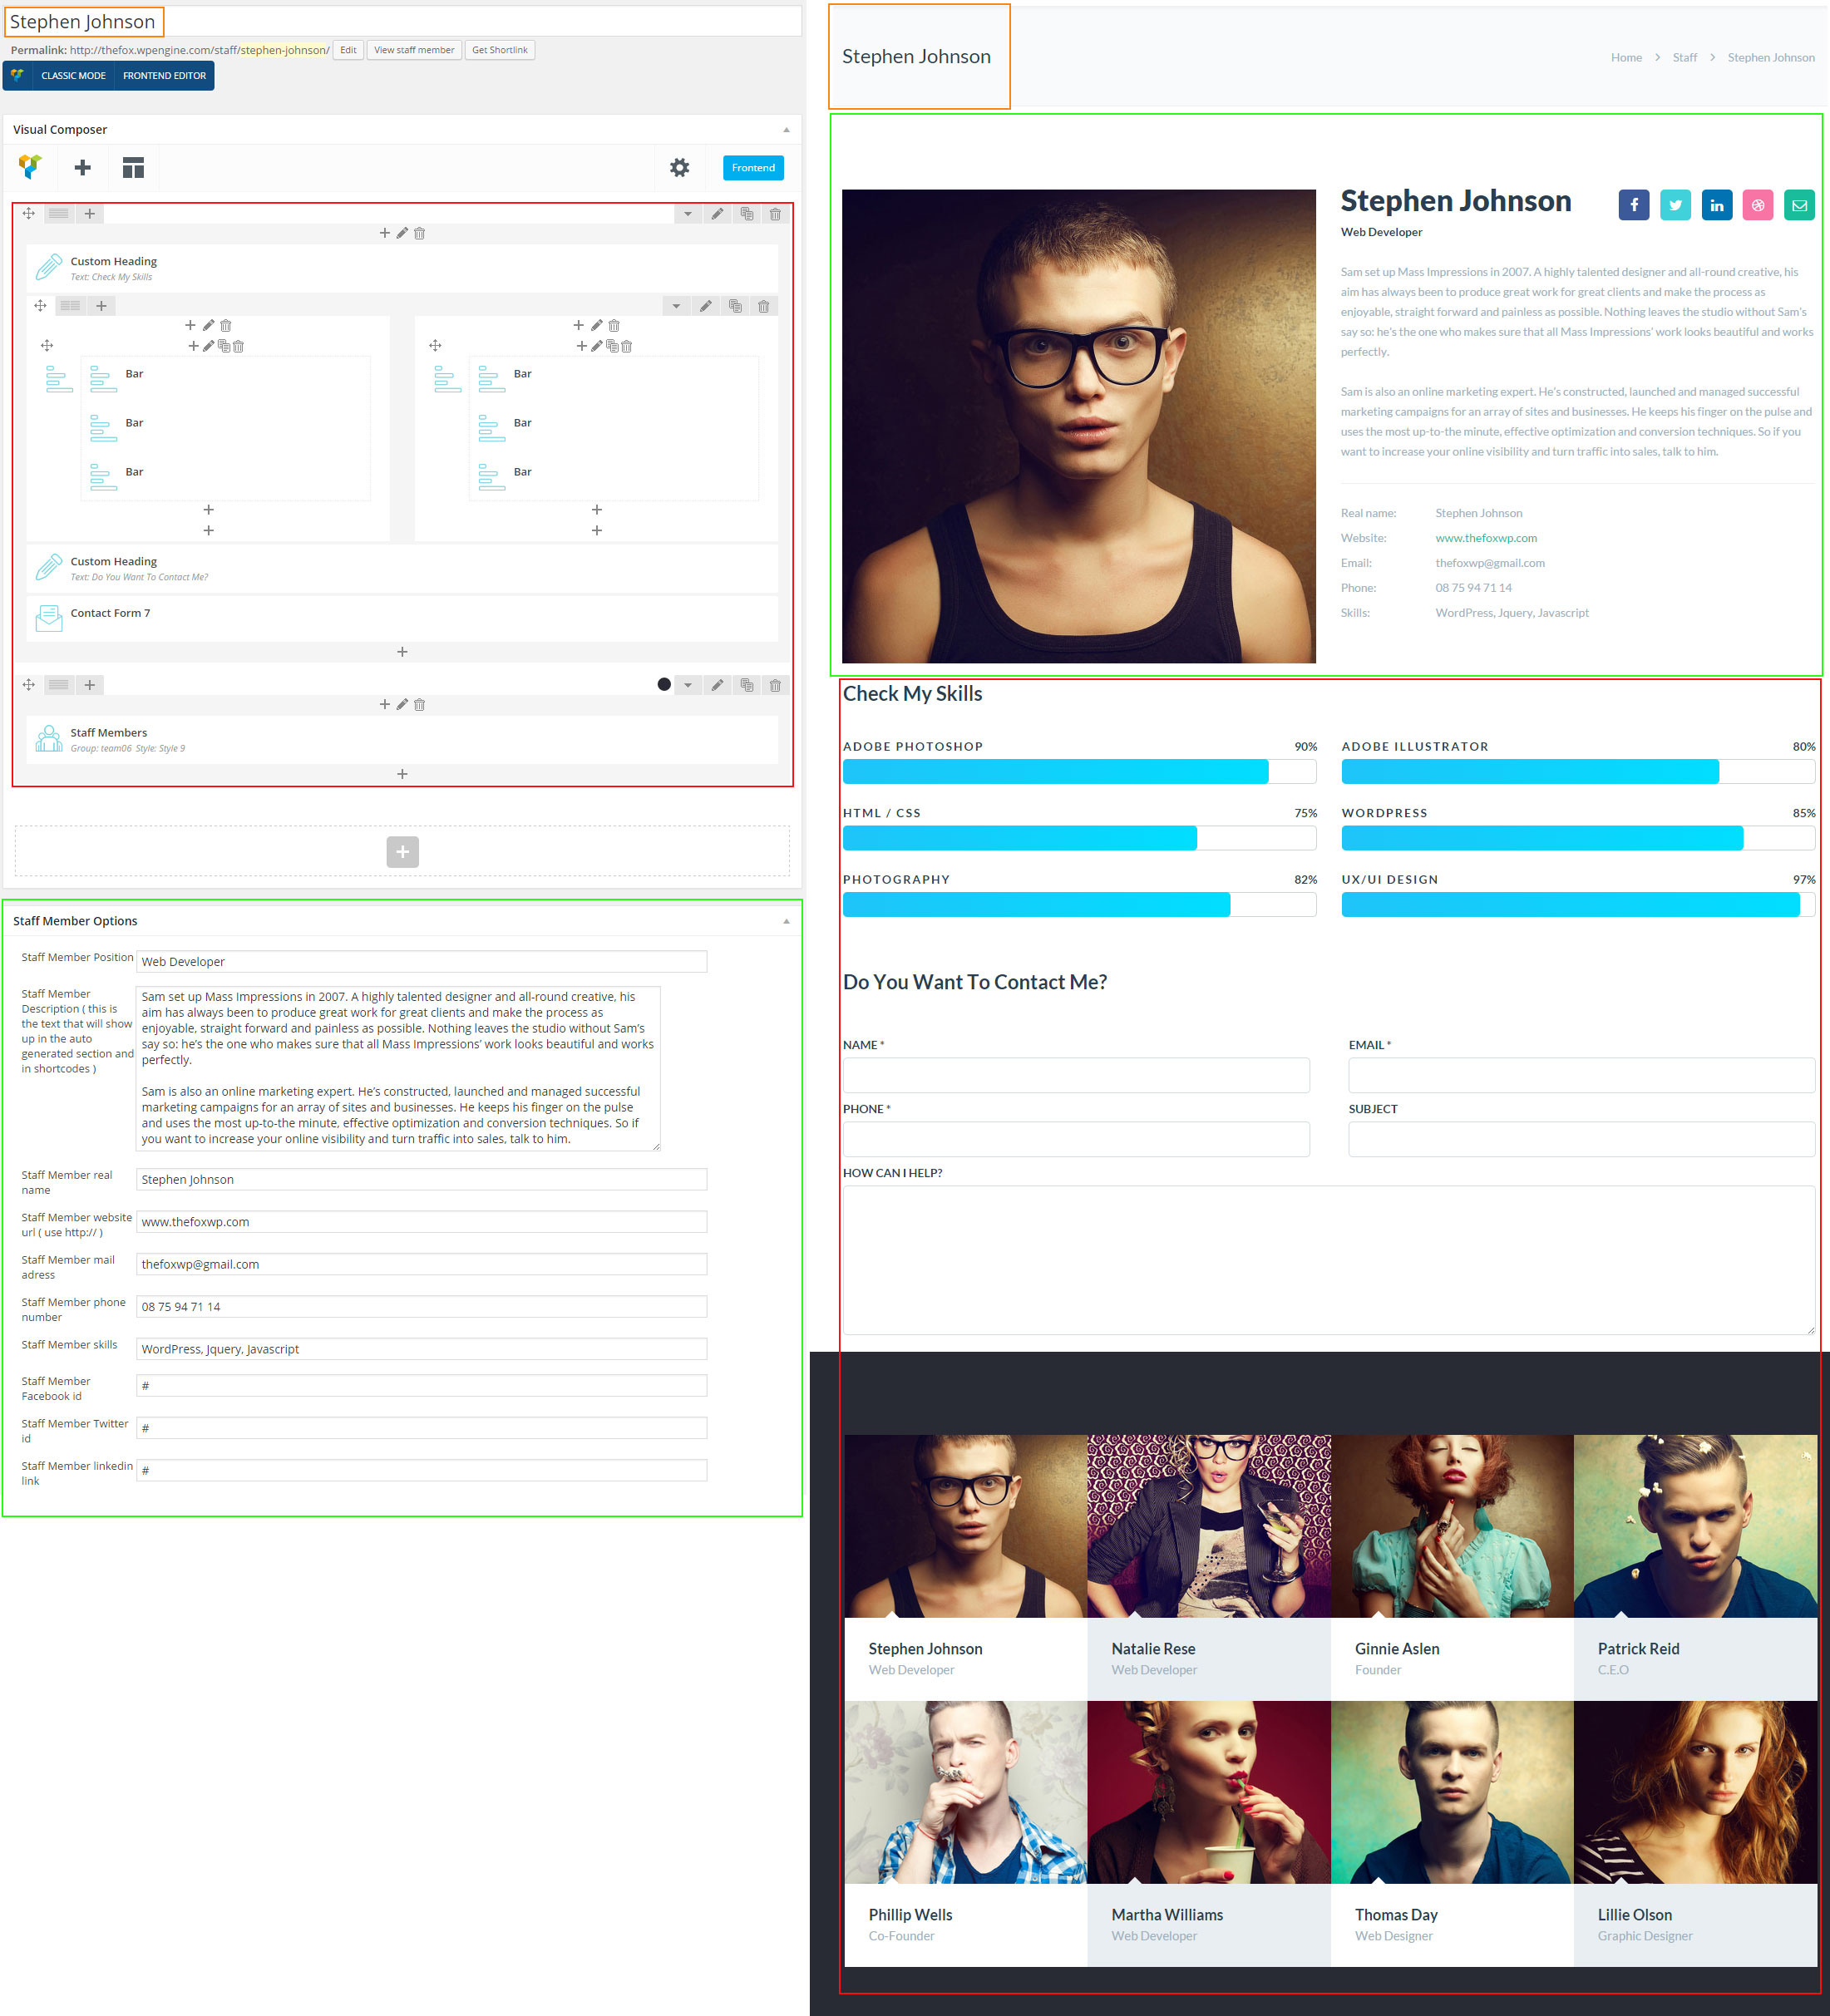 Stephen Johnson
Permalink: http://thefox.wpengine.com/staff/stephen-johnson/ Edit View staff member Get Shortlink
CLASSIC MODE FRONTEND EDITOR
Visual Composer
Frontend
Custom Heading
Text: Check My Skills
Bar Bar
Bar Bar
Bar Bar
Custom Heading
Text: Do You Want To Contact Me?
Contact Form 7
Staff Members
Group: team06 Style: Style 9
Staff Member Options
Staff Member Position
Web Developer
Staff Member
Description ( this is
the text that will show
up in the auto
generated section and
in shortcodes )
Sam set up Mass Impressions in 2007. A highly talented designer and all-round creative, his
aim has always been to produce great work for great clients and make the process as
enjoyable, straight forward and painless as possible. Nothing leaves the studio without Sam's
say so: he's the one who makes sure that all Mass Impressions' work looks beautiful and works
perfectly.
Sam is also an online marketing expert. He's constructed, launched and managed successful
marketing campaigns for an array of sites and businesses. He keeps his finger on the pulse
and uses the most up-to-the minute, effective optimization and conversion techniques. So if
you want to increase your online visibility and turn traffic into sales, talk to him.
Staff Member real
name
Stephen Johnson
Staff Member website
url ( use http:// )
www.thefoxwp.com
Staff Member mail
adress
thefoxwp@gmail.com
Staff Member phone
number
08 75 94 71 14
Staff Member skills
WordPress, Jquery, Javascript
Staff Member
Facebook id
#
Staff Member Twitter
id
#
Staff Member linkedin
link
#
Stephen Johnson
Home > Staff > Stephen Johnson
Stephen Johnson
Web Developer
Sam set up Mass Impressions in 2007. A highly talented designer and all-round creative, his
aim has always been to produce great work for great clients and make the process as
enjoyable, straight forward and painless as possible. Nothing leaves the studio without Sam's
say so: he's the one who makes sure that all Mass Impressions' work looks beautiful and works
perfectly.
Sam is also an online marketing expert. He's constructed, launched and managed successful
marketing campaigns for an array of sites and businesses. He keeps his finger on the pulse and
uses the most up-to-the minute, effective optimization and conversion techniques. So if you
want to increase your online visibility and turn traffic into sales, talk to him.
Real name: Stephen Johnson
Website: www.thefoxwp.com
Email: thefoxwp@gmail.com
Phone: 08 75 94 71 14
Skills: WordPress, Jquery, Javascript
Check My Skills
ADOBE PHOTOSHOP 90% ADOBE ILLUSTRATOR 80%
HTML / CSS 75% WORDPRESS 85%
PHOTOGRAPHY 82% UX/UI DESIGN 97%
Do You Want To Contact Me?
NAME * EMAIL *
PHONE * SUBJECT
HOW CAN I HELP?
Stephen Johnson Natalie Rese Ginnie Aslen Patrick Reid
Web Developer Web Developer Founder C.E.O
Phillip Wells Martha Williams Thomas Day Lillie Olson
Co-Founder Web Developer Web Designer Graphic Designer